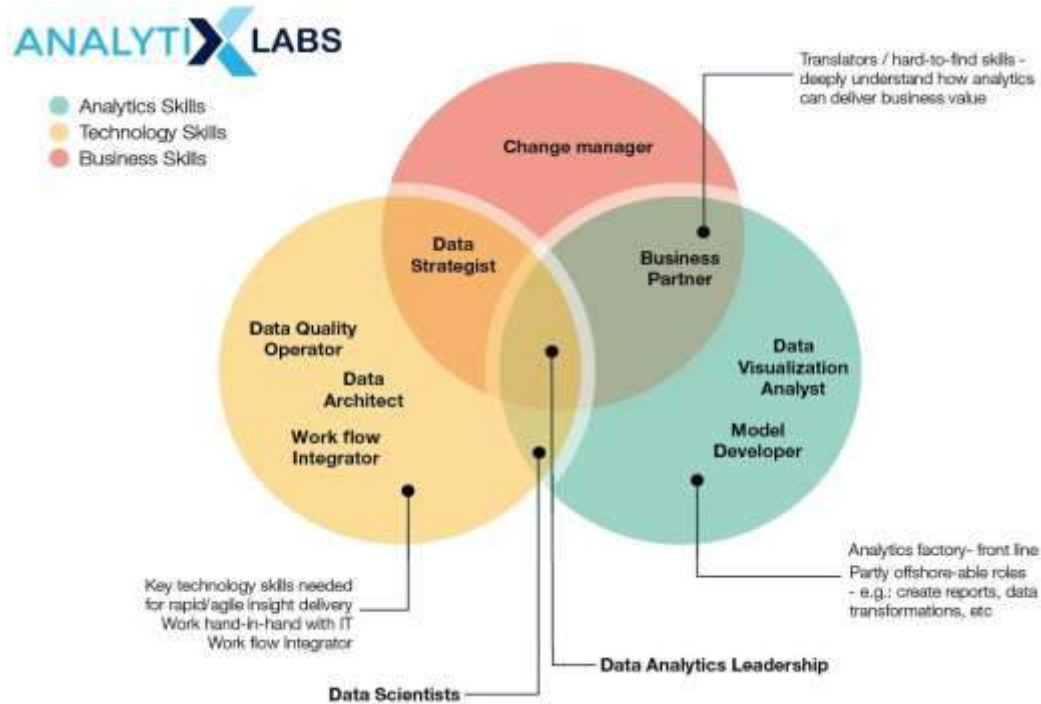 ANALYTIX LABS
Analytics Skills
Technology Skills
Business Skills
Translators / hard-to-find skills -
deeply understand how analytics
can deliver business value
Change manager
Data
Strategist
Business
Partner
Data Quality
Operator
Data
Architect
Work flow
Integrator
Data
Visualization
Analyst
Model
Developer
Key technology skills needed
for rapid/agile insight delivery
Work hand-in-hand with IT
Work flow Integrator
Analytics factory- front line
Partly offshore-able roles
- e.g.: create reports, data
transformations, etc
Data Analytics Leadership
Data Scientists